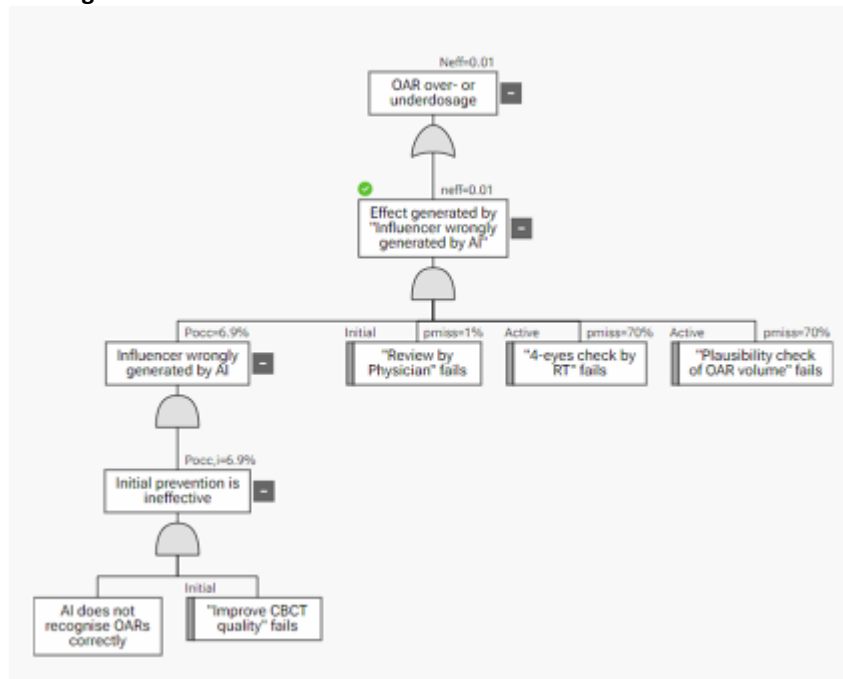 Neff=0.01
OAR over- or
underdosage
neff=0.01
Effect generated by
"Influencer wrongly
generated by AI"
Pocc=6.9%
Influencer wrongly
generated by AI
Initial
pmiss=1%
"Review by
Physician" fails
Active
pmiss=70%
"4-eyes check by
RT" fails
Active
pmiss=70%
"Plausibility check
of OAR volume" fails
Pocc,i=6.9%
Initial prevention is
ineffective
AI does not
recognise OARs
correctly
Initial
"Improve CBCT
quality" fails